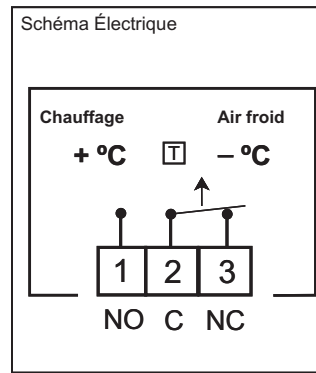 Schéma Électrique
Chauffage Air froid
+ ºC T – ºC
1 2 3
NO C NC